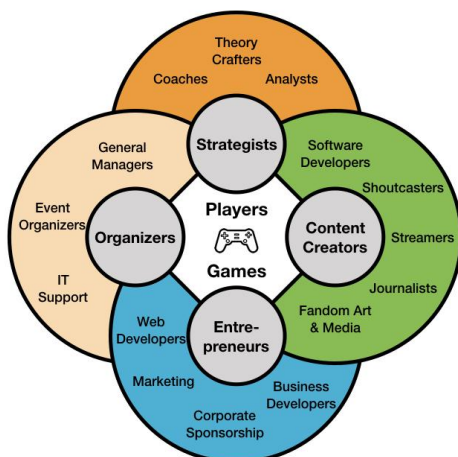 Theory
Crafters
Coaches
Analysts
Strategists
General
Managers
Event
Organizers
IT
Support
Organizers
Players
Games
Software
Developers
Shoutcasters
Streamers
Journalists
Fandom Art
& Media
Content
Creators
Entre-
preneurs
Web
Developers
Marketing
Corporate
Sponsorship
Business
Developers